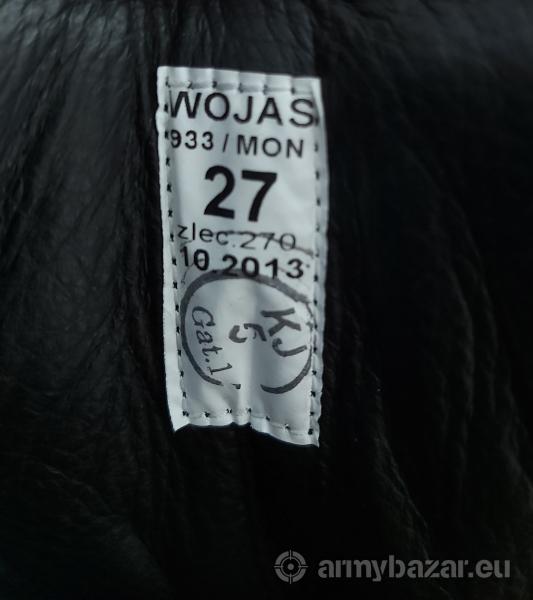 WOJAS
933/MON
27
zlec.270
10.2013
KJ
5
Gat.1
armybazar.eu